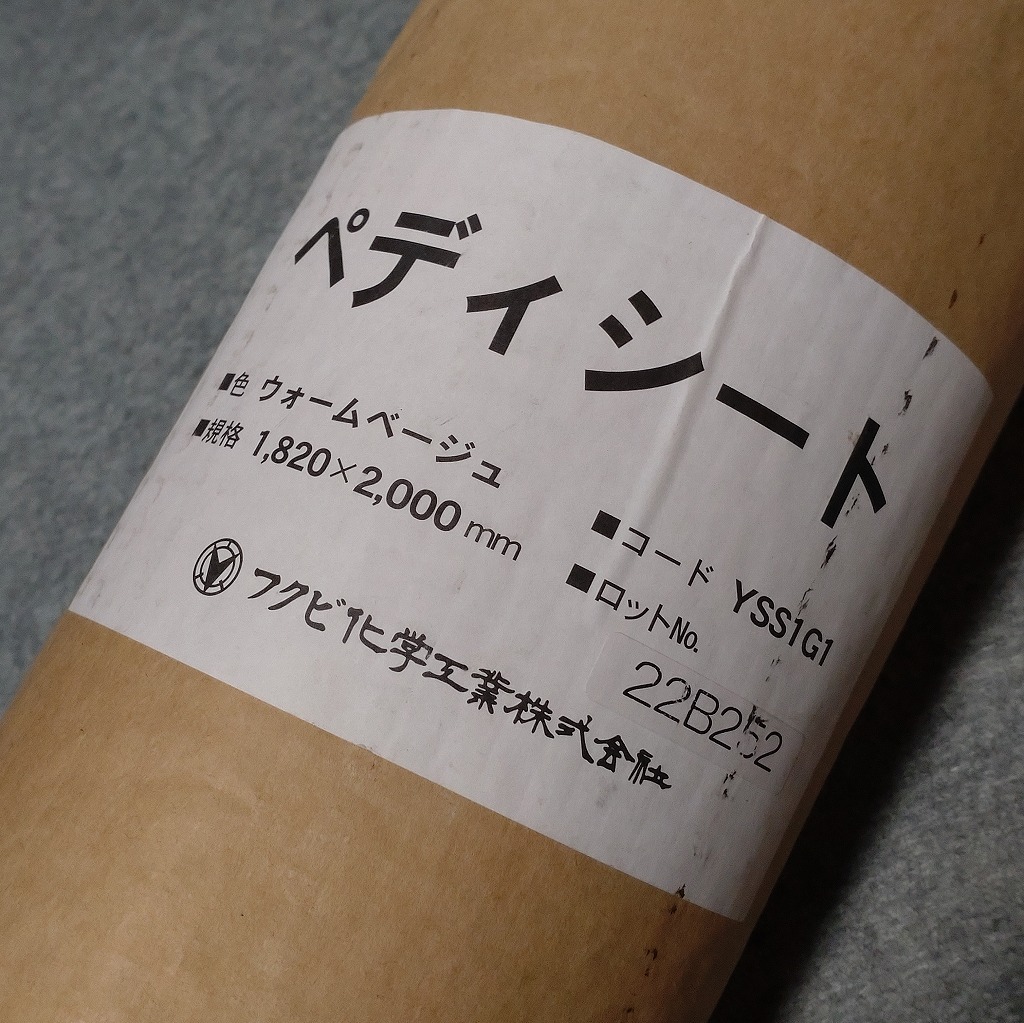 ペディシート
■色 ウォームベージュ
■規格 1,820×2,000mm
■コード YSS1G1
■ロットNo.
22B252
フクビ化学工業株式会社